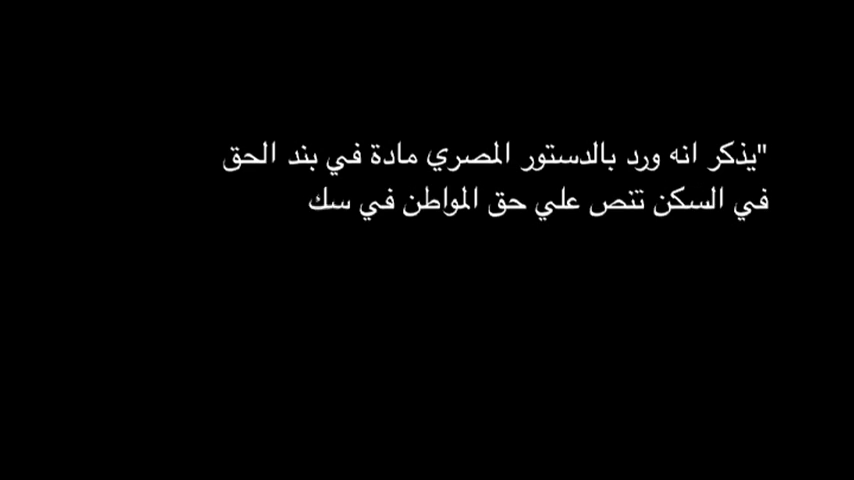 "يذكر انه ورد بالدستور المصري مادة في بند الحق
في السكن تنص علي حق المواطن في سك